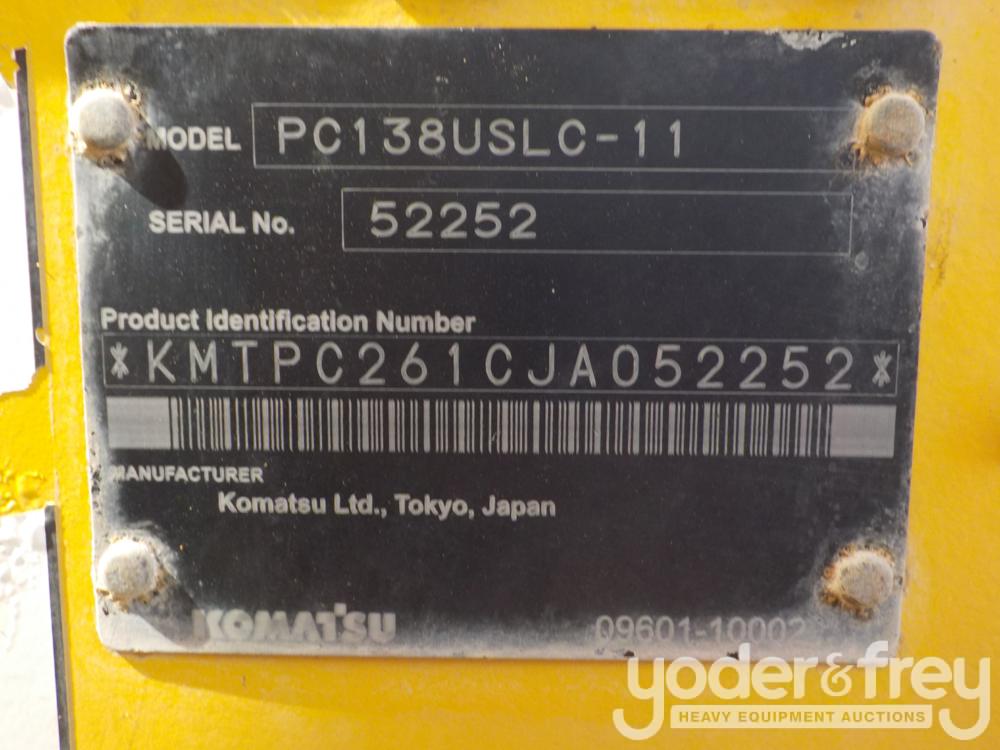 MODEL PC138USLC-11
SERIAL No. 52252
Product Identification Number
*KMTPC261CJA052252*
MANUFACTURER
Komatsu Ltd., Tokyo, Japan
KOMATSU 09601-10002
yoder&frey
HEAVY EQUIPMENT AUCTIONS